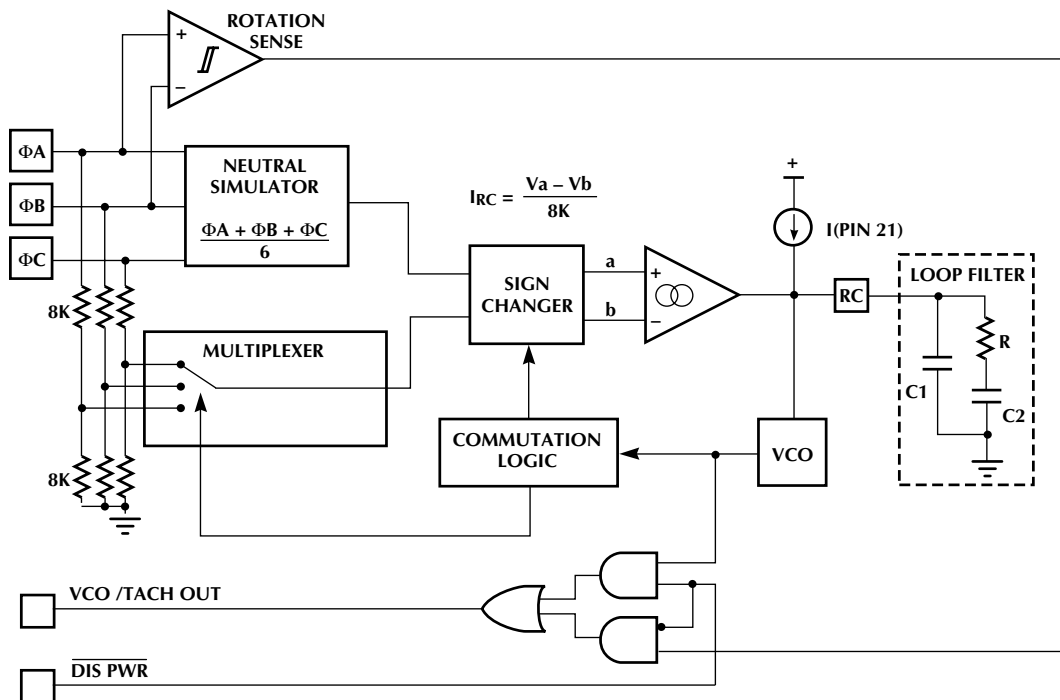 ROTATION
SENSE
+
−
ΦA
ΦB
ΦC
NEUTRAL
SIMULATOR
ΦA + ΦB + ΦC
6
IRC = Va – Vb
8K
+
I(PIN 21)
SIGN
CHANGER
a
b
+
−
RC
LOOP FILTER
R
C1
C2
8K
MULTIPLEXER
COMMUTATION
LOGIC
VCO
8K
VCO /TACH OUT
DIS PWR